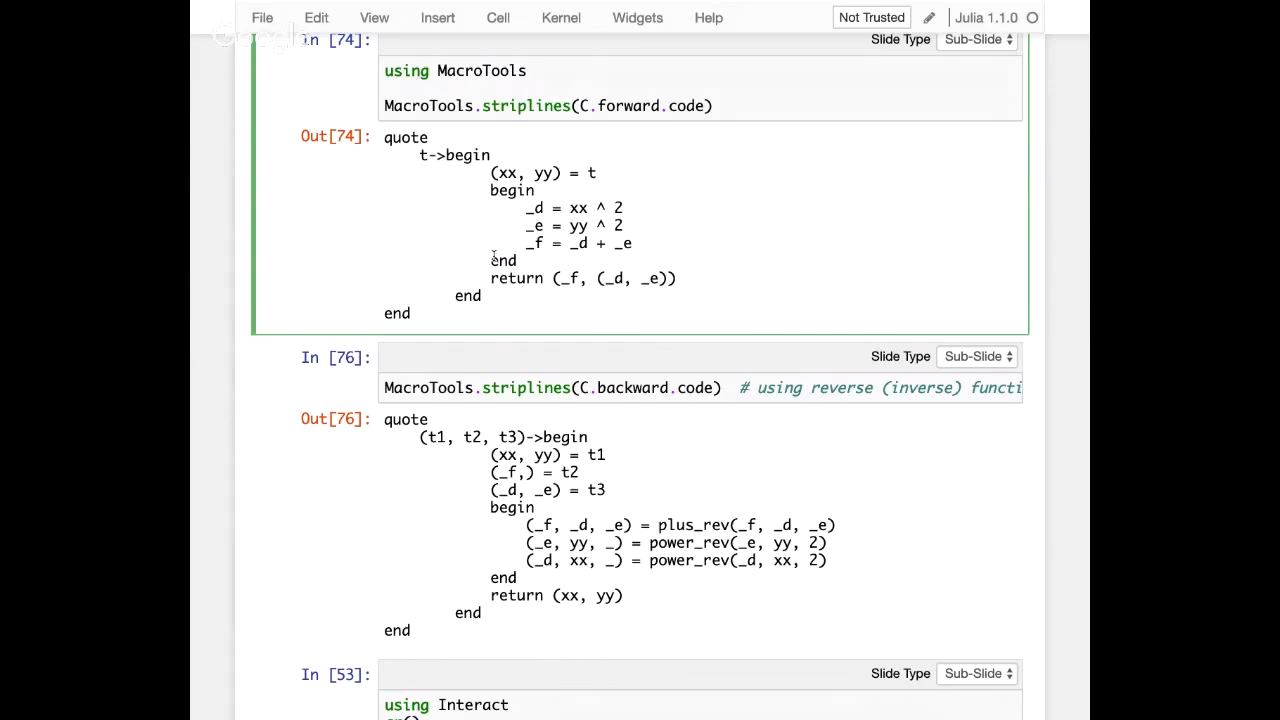 File Edit View Insert Cell Kernel Widgets Help Not Trusted Julia 1.1.0
Google
In [74]: Slide Type Sub-Slide
using MacroTools
MacroTools.striplines(C.forward.code)
Out[74]: quote
t->begin
(xx, yy) = t
begin
_d = xx ^ 2
_e = yy ^ 2
_f = _d + _e
end
return (_f, (_d, _e))
end
end
In [76]: Slide Type Sub-Slide
MacroTools.striplines(C.backward.code) # using reverse (inverse) functi
Out[76]: quote
(t1, t2, t3)->begin
(xx, yy) = t1
(_f,) = t2
(_d, _e) = t3
begin
(_f, _d, _e) = plus_rev(_f, _d, _e)
(_e, yy, _) = power_rev(_e, yy, 2)
(_d, xx, _) = power_rev(_d, xx, 2)
end
return (xx, yy)
end
end
In [53]: Slide Type Sub-Slide
using Interact